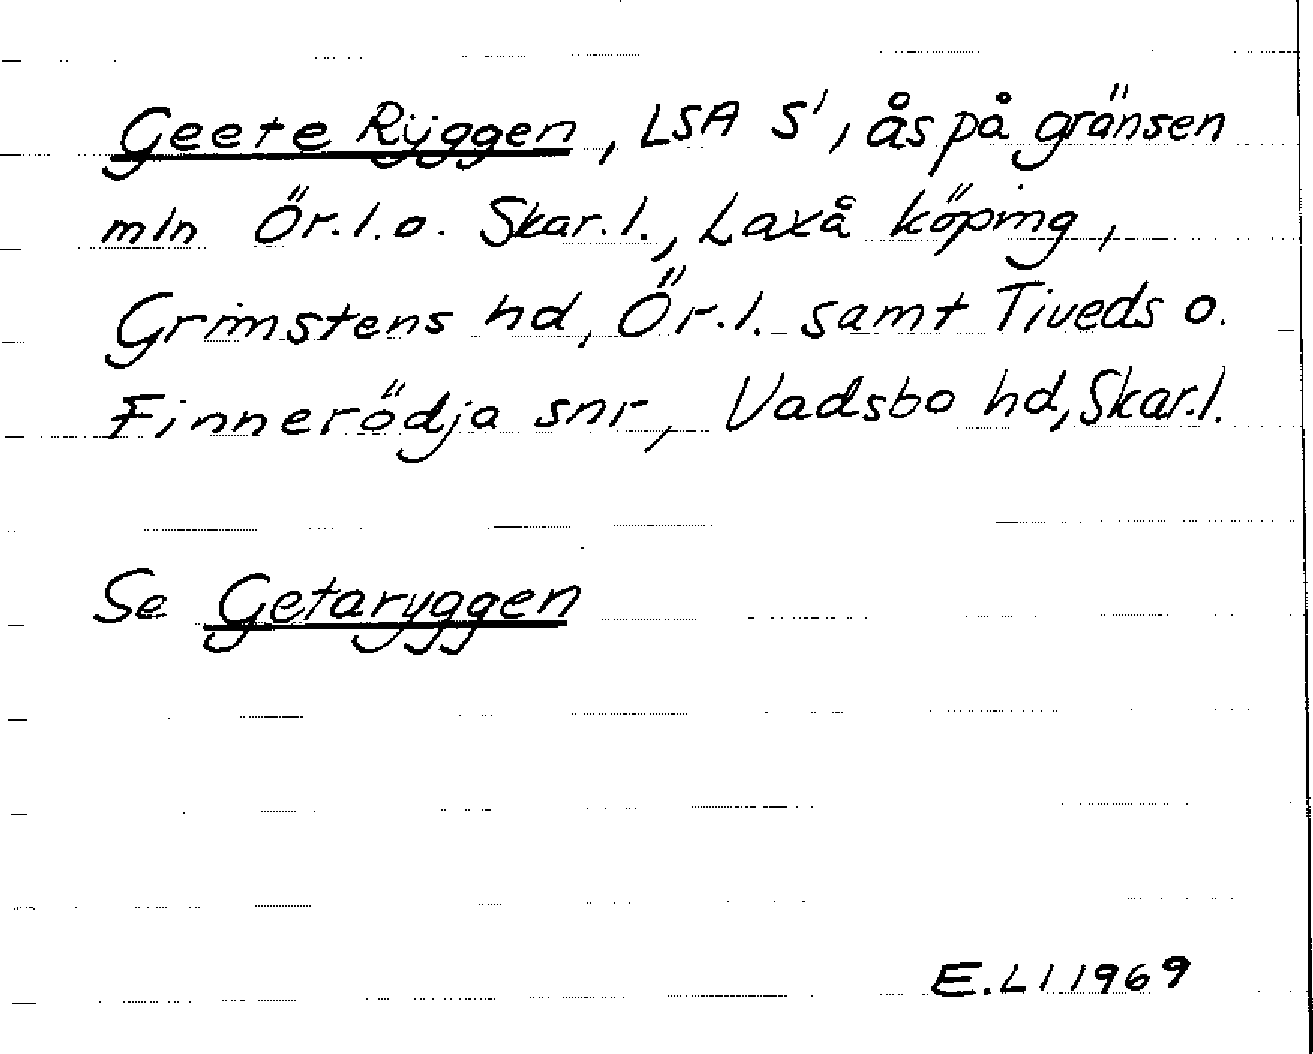 Geete Rÿggen, LSA S', ås på gränsen
mln Ör.l.o. Skar.l., Laxå köping,
Grimstens hd, Ör.l. samt Tiveds o.
Finnerödja snr, Vadsbo hd, Skar.l.
Se Getaryggen
E.L 1969